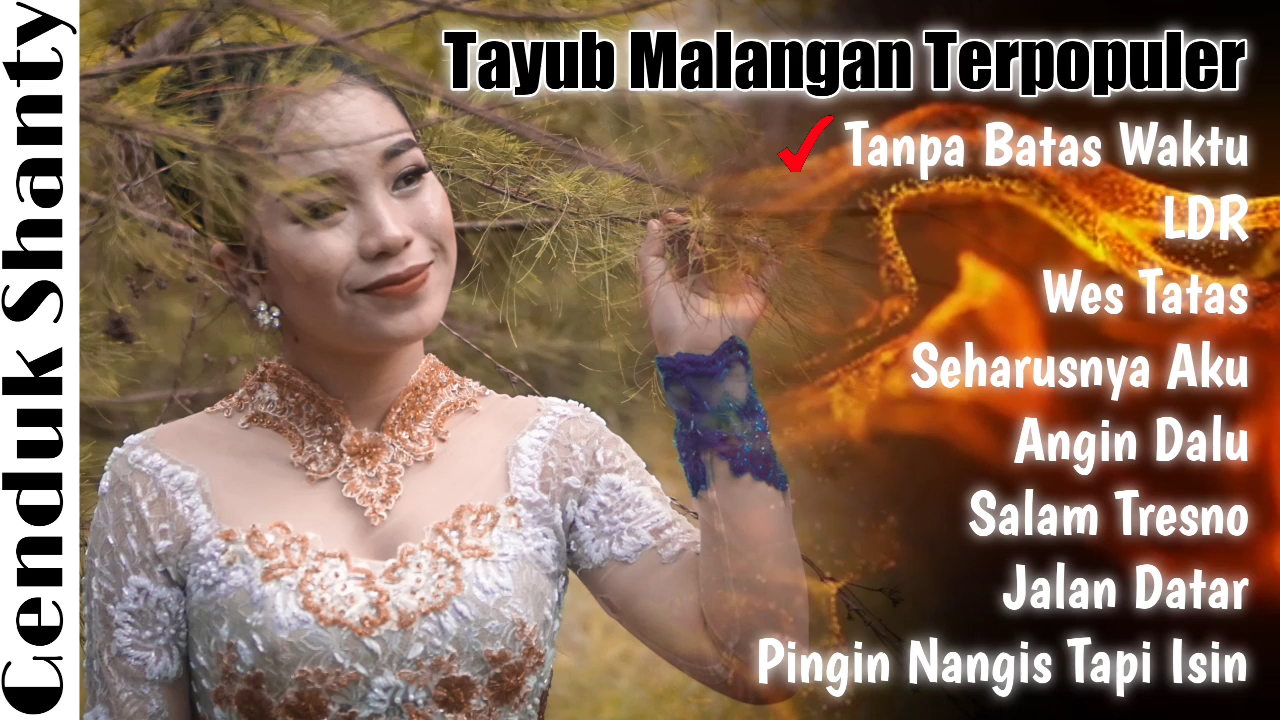 Cenduk Shanty
Tayub Malangan Terpopuler
Tanpa Batas Waktu
LDR
Wes Tatas
Seharusnya Aku
Angin Dalu
Salam Tresno
Jalan Datar
Pingin Nangis Tapi Isin